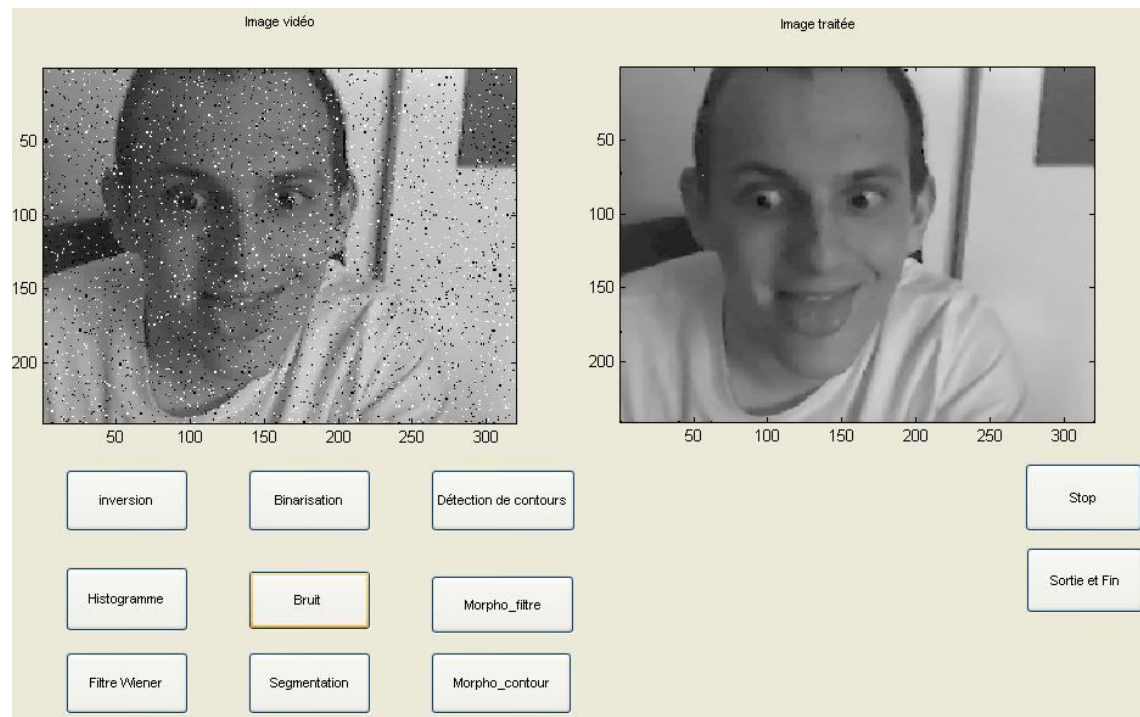 Image vidéo
Image traitée
50
100
150
200
50 100 150 200 250 300
50
100
150
200
50 100 150 200 250 300
inversion
Binarisation
Détection de contours
Stop
Histogramme
Bruit
Morpho_filtre
Sortie et Fin
Filtre Wiener
Segmentation
Morpho_contour